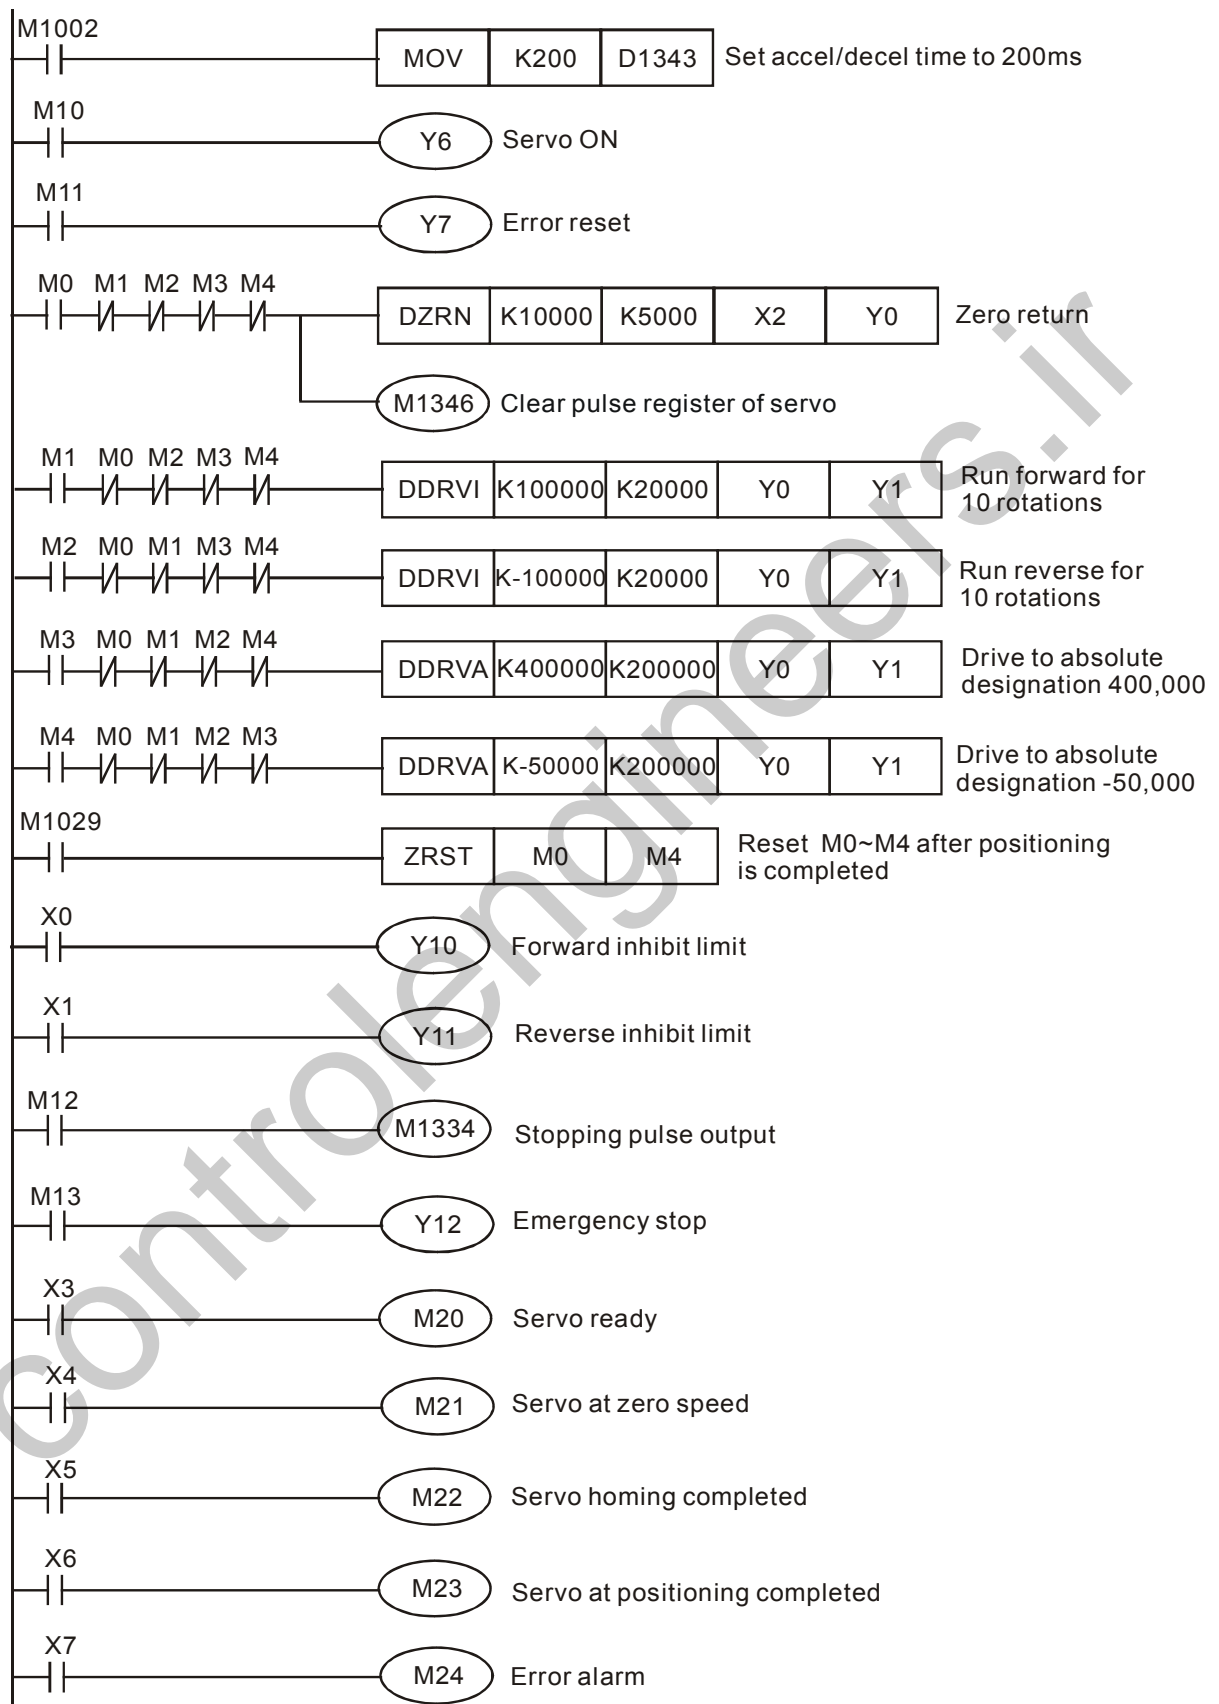 M1002
MOV K200 D1343 Set accel/decel time to 200ms
M10
Y6 Servo ON
M11
Y7 Error reset
M0 M1 M2 M3 M4
DZRN K10000 K5000 X2 Y0 Zero return
M1346 Clear pulse register of servo
M1 M0 M2 M3 M4
DDRVI K100000 K20000 Y0 Y1 Run forward for
10 rotations
M2 M0 M1 M3 M4
DDRVI K-100000 K20000 Y0 Y1 Run reverse for
10 rotations
M3 M0 M1 M2 M4
DDRVA K400000 K200000 Y0 Y1 Drive to absolute
designation 400,000
M4 M0 M1 M2 M3
DDRVA K-50000 K200000 Y0 Y1 Drive to absolute
designation -50,000
M1029
ZRST M0 M4 Reset M0~M4 after positioning
is completed
X0
Y10 Forward inhibit limit
X1
Y11 Reverse inhibit limit
M12
M1334 Stopping pulse output
M13
Y12 Emergency stop
X3
M20 Servo ready
X4
M21 Servo at zero speed
X5
M22 Servo homing completed
X6
M23 Servo at positioning completed
X7
M24 Error alarm
controlengineers.ir